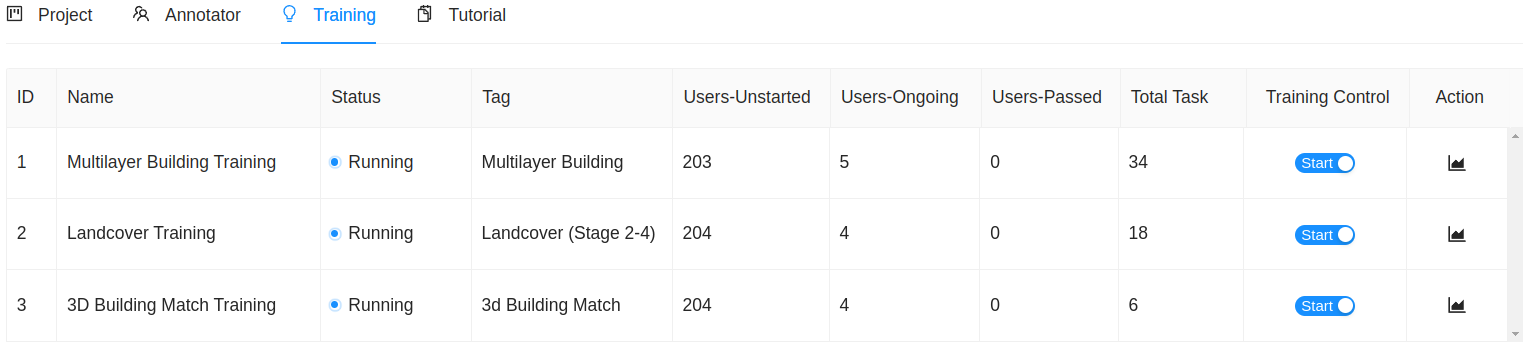 Project Annotator Training Tutorial
ID Name Status Tag Users-Unstarted Users-Ongoing Users-Passed Total Task Training Control Action
1 Multilayer Building Training Running Multilayer Building 203 5 0 34 Start
2 Landcover Training Running Landcover (Stage 2-4) 204 4 0 18 Start
3 3D Building Match Training Running 3d Building Match 204 4 0 6 Start